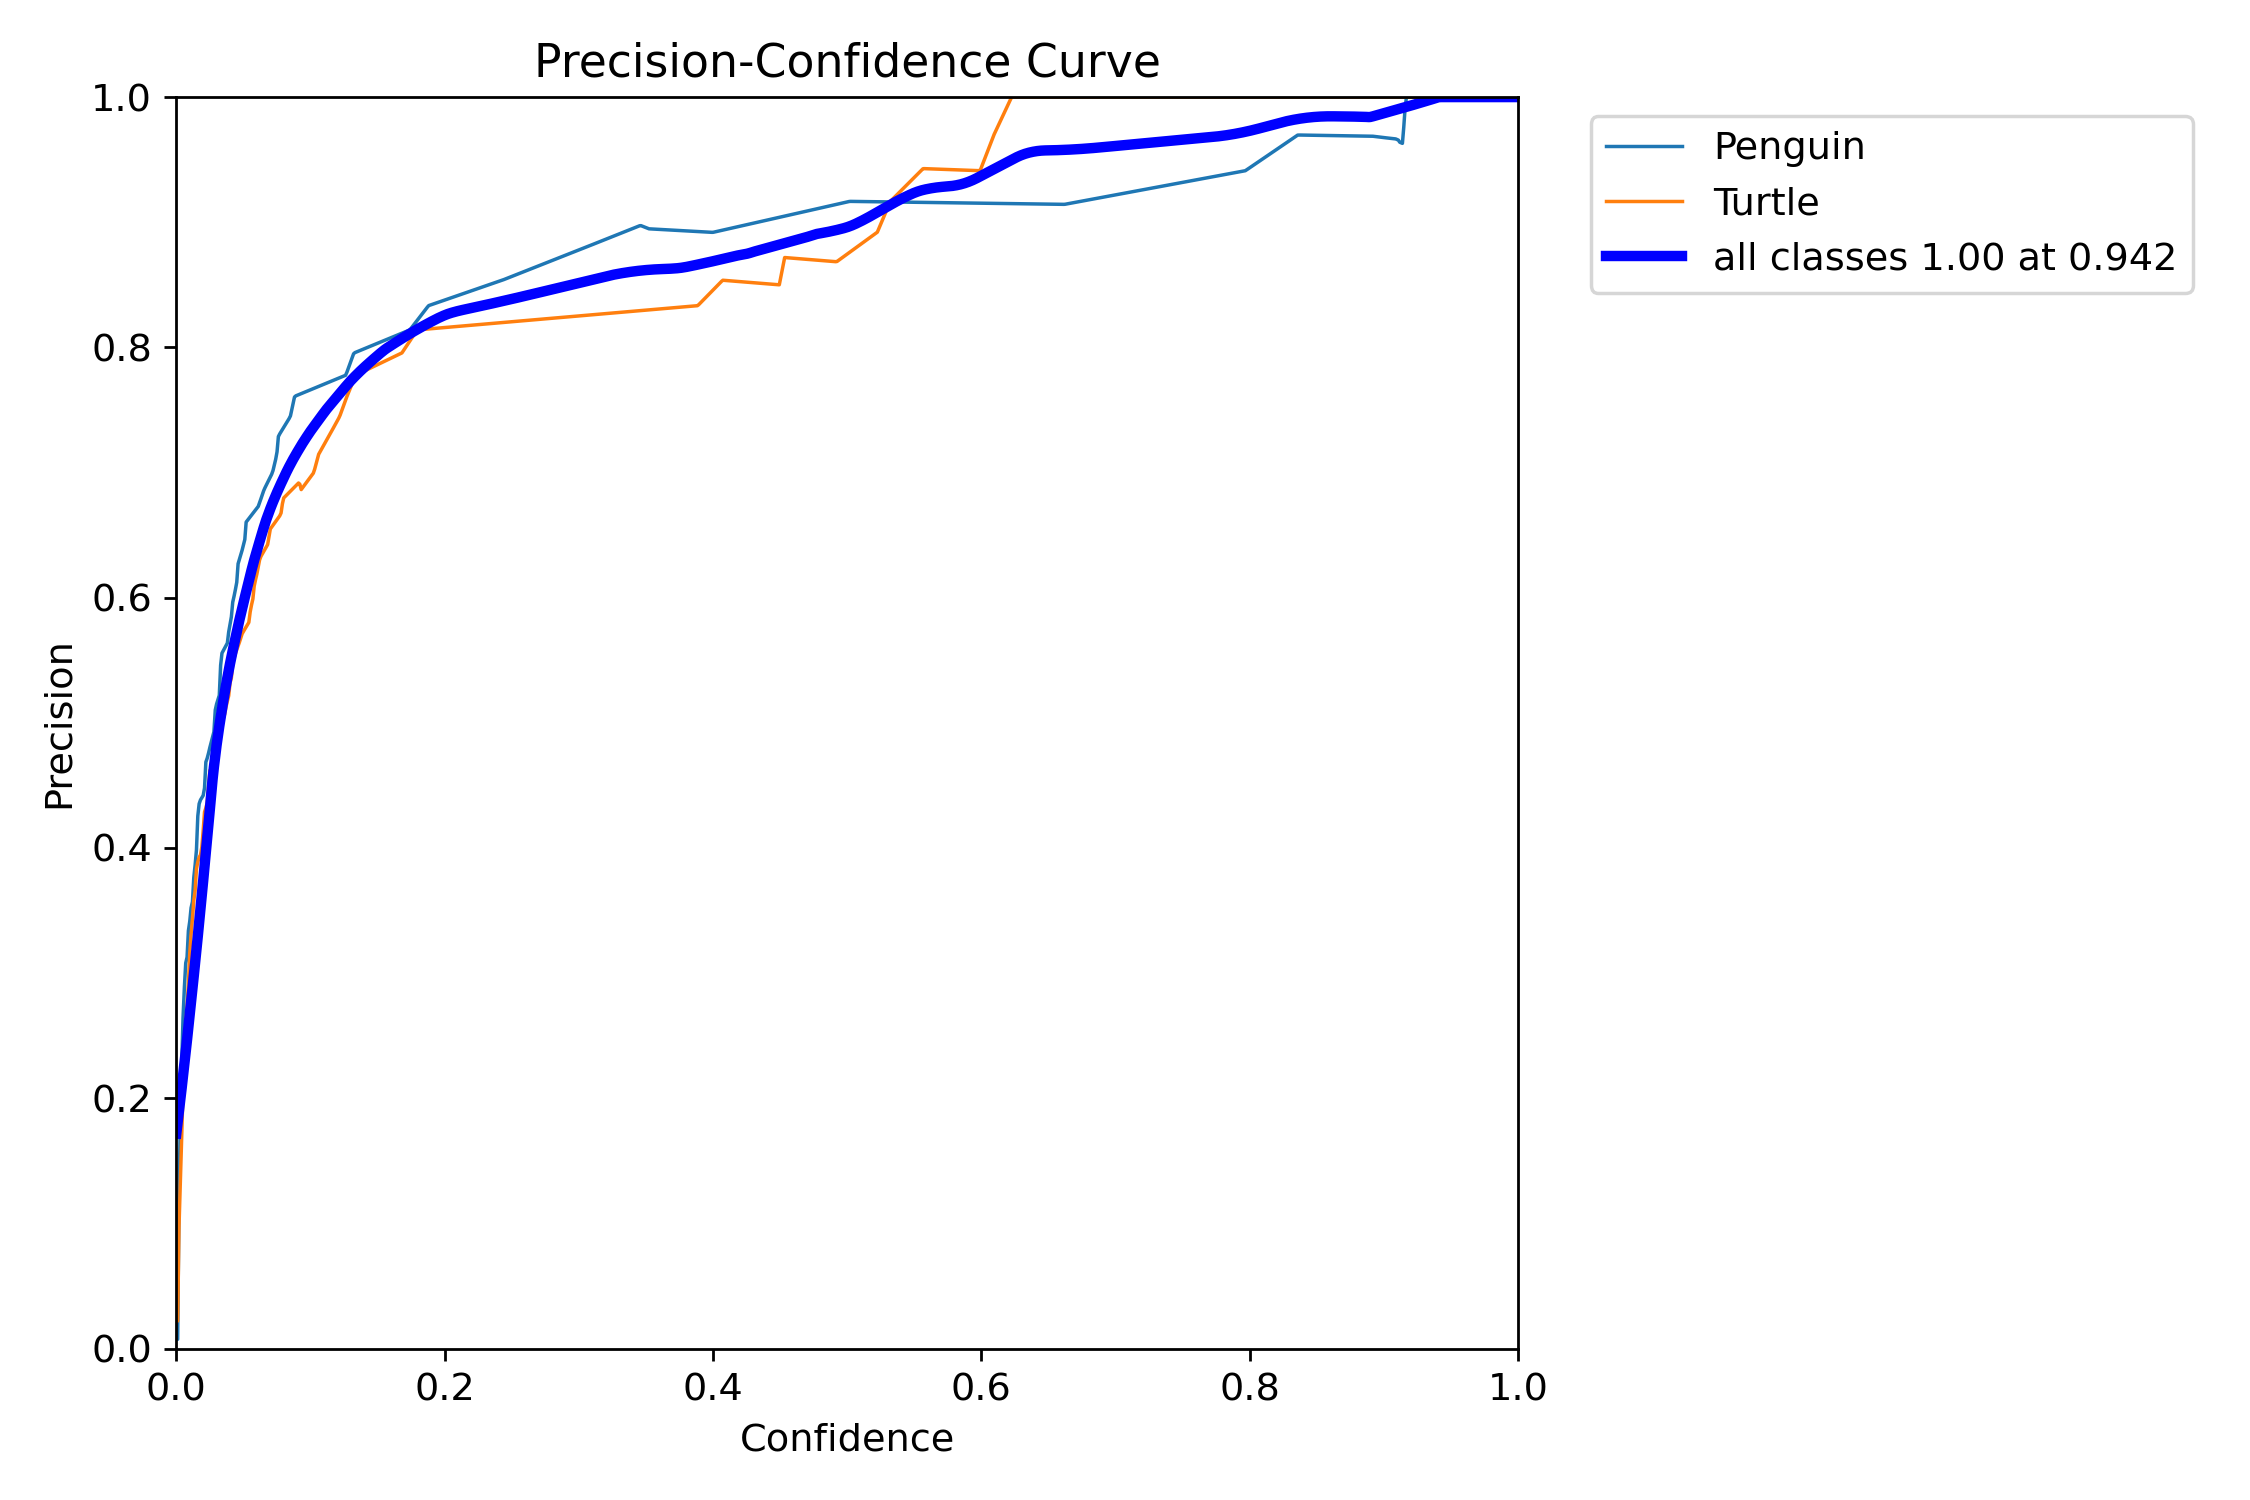 Precision-Confidence Curve
1.0
0.8
0.6
0.4
0.2
0.0
Precision
0.0 0.2 0.4 0.6 0.8 1.0
Confidence
Penguin
Turtle
all classes 1.00 at 0.942